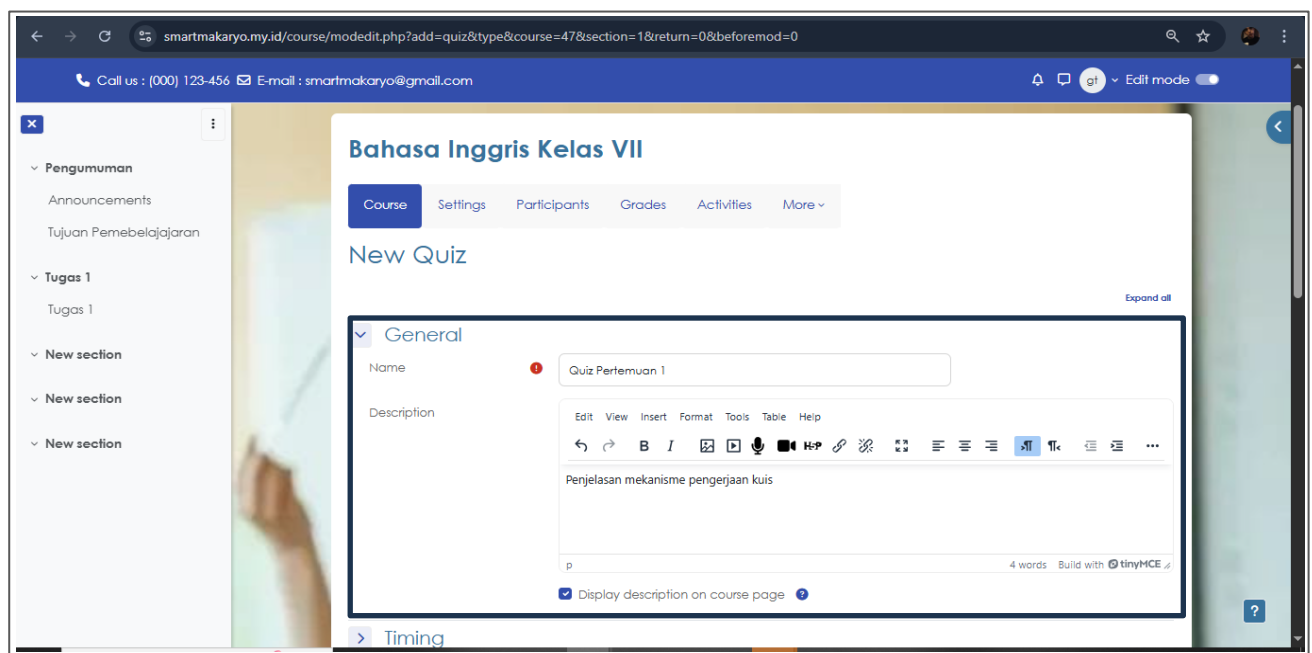 smartmakaryo.my.id/course/modedit.php?add=quiz&type&course=47&section=1&return=0&beforemod=0
Call us : (000) 123-456 E-mail : smartmakaryo@gmail.com
gt Edit mode
Pengumuman
Announcements
Tujuan Pemebelajajaran
Tugas 1
Tugas 1
New section
New section
New section
Bahasa Inggris Kelas VII
Course Settings Participants Grades Activities More
New Quiz
Expand all
General
Name
Quiz Pertemuan 1
Description
Edit View Insert Format Tools Table Help
B I H-P
Penjelasan mekanisme pengerjaan kuis
p 4 words Build with tinyMCE
Display description on course page ?
?
Timing